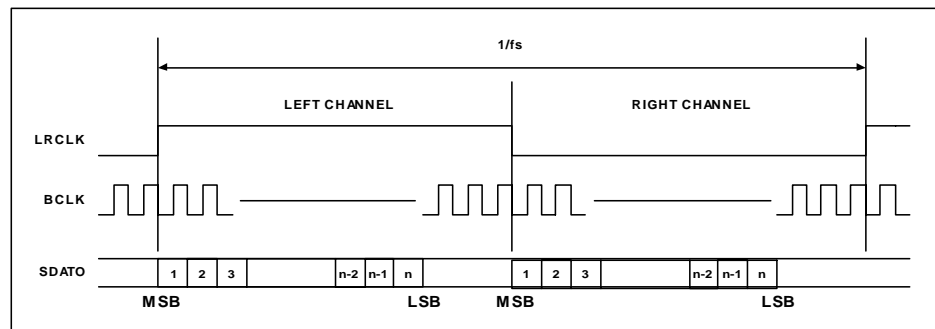 1/fs
LEFT CHANNEL RIGHT CHANNEL
LRCLK
BCLK
SDATO 1 2 3 n-2 n-1 n 1 2 3 n-2 n-1 n
MSB LSB MSB LSB